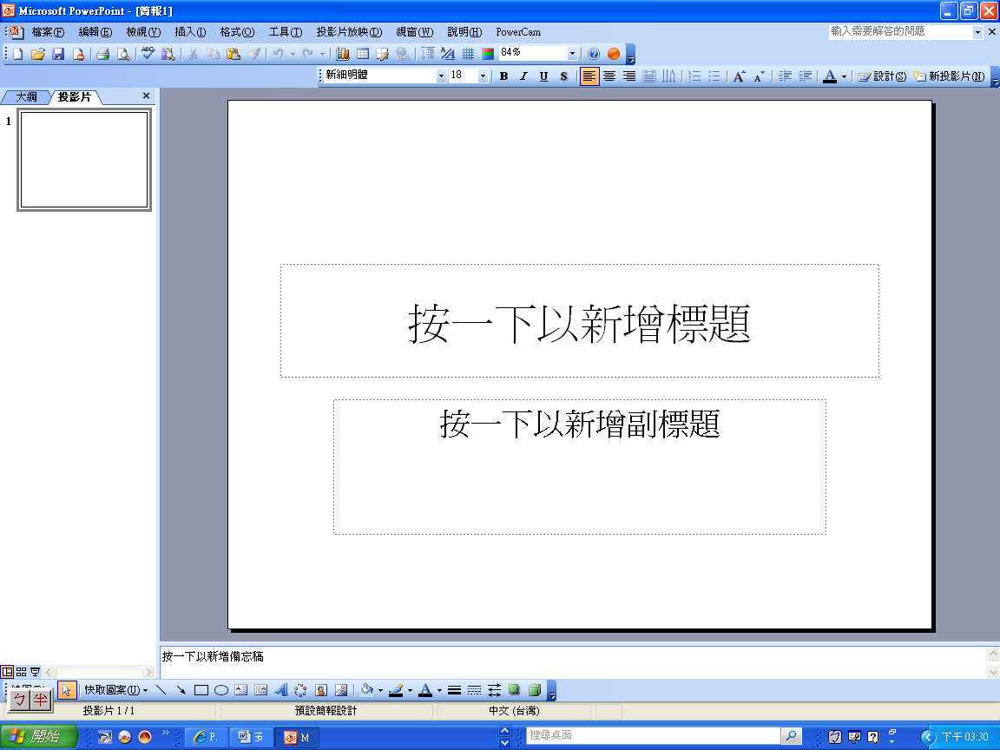 Microsoft PowerPoint - [簡報1]
檔案(F) 編輯(E) 檢視(V) 插入(I) 格式(O) 工具(T) 投影片放映(D) 視窗(W) 說明(H) PowerCam 輸入需要解答的問題
84%
新細明體 18 B I U S A A A 設計(S) 新投影片(N)
大綱 投影片
1
按一下以新增標題
按一下以新增副標題
按一下以新增備忘稿
快取圖案(U)
ㄅ 半
投影片 1 / 1 預設簡報設計 中文 (台灣)
開始 P. M 搜尋桌面 下午 03:30